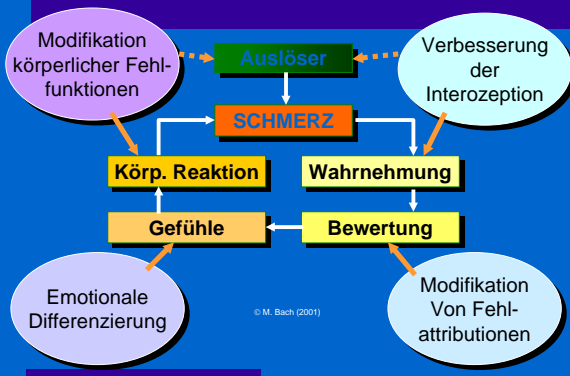 Modifikation
körperlicher Fehl-
funktionen
Auslöser
Verbesserung
der
Interozeption
SCHMERZ
Körp. Reaktion
Wahrnehmung
Gefühle
Bewertung
Emotionale
Differenzierung
© M. Bach (2001)
Modifikation
Von Fehl-
attributionen